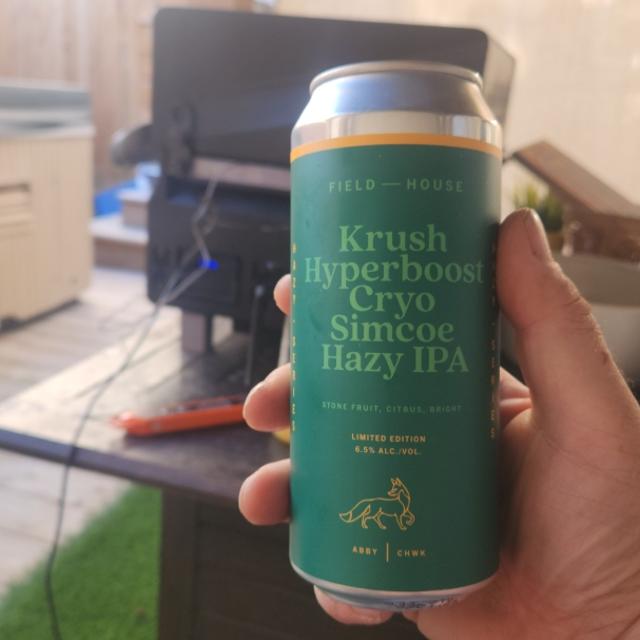 FIELD — HOUSE
Krush
Hyperboost
Cryo
Simcoe
Hazy IPA
STONE FRUIT, CITRUS, BRIGHT
LIMITED EDITION
6.5% ALC./VOL.
ABBY | CHWK